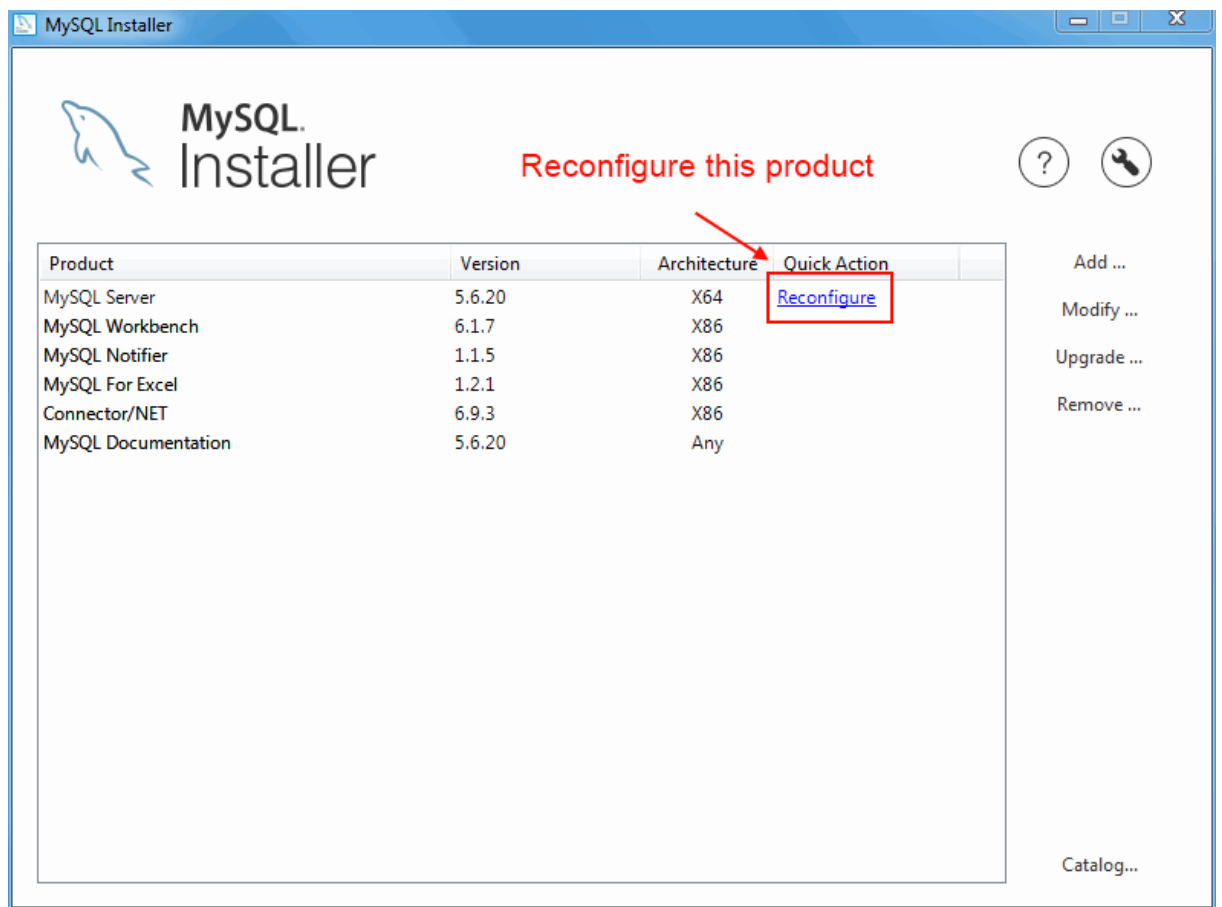 MySQL Installer
MySQL.
Installer
Reconfigure this product
?
Product Version Architecture Quick Action
MySQL Server 5.6.20 X64 Reconfigure
MySQL Workbench 6.1.7 X86
MySQL Notifier 1.1.5 X86
MySQL For Excel 1.2.1 X86
Connector/NET 6.9.3 X86
MySQL Documentation 5.6.20 Any
Add ...
Modify ...
Upgrade ...
Remove ...
Catalog...